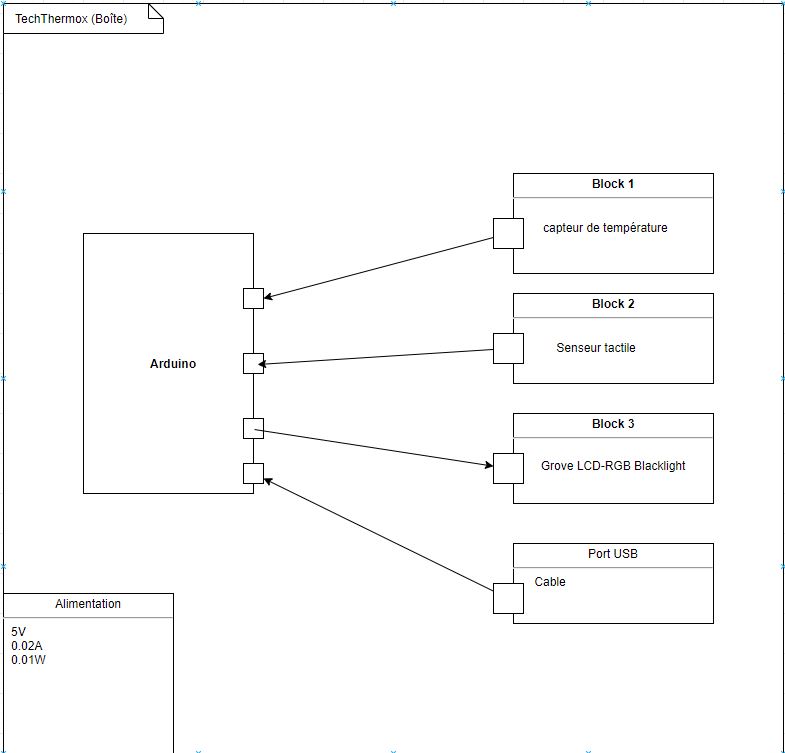 TechThermox (Boîte)
Block 1
capteur de température
Block 2
Senseur tactile
Arduino
Block 3
Grove LCD-RGB Blacklight
Port USB
Cable
Alimentation
5V
0.02A
0.01W